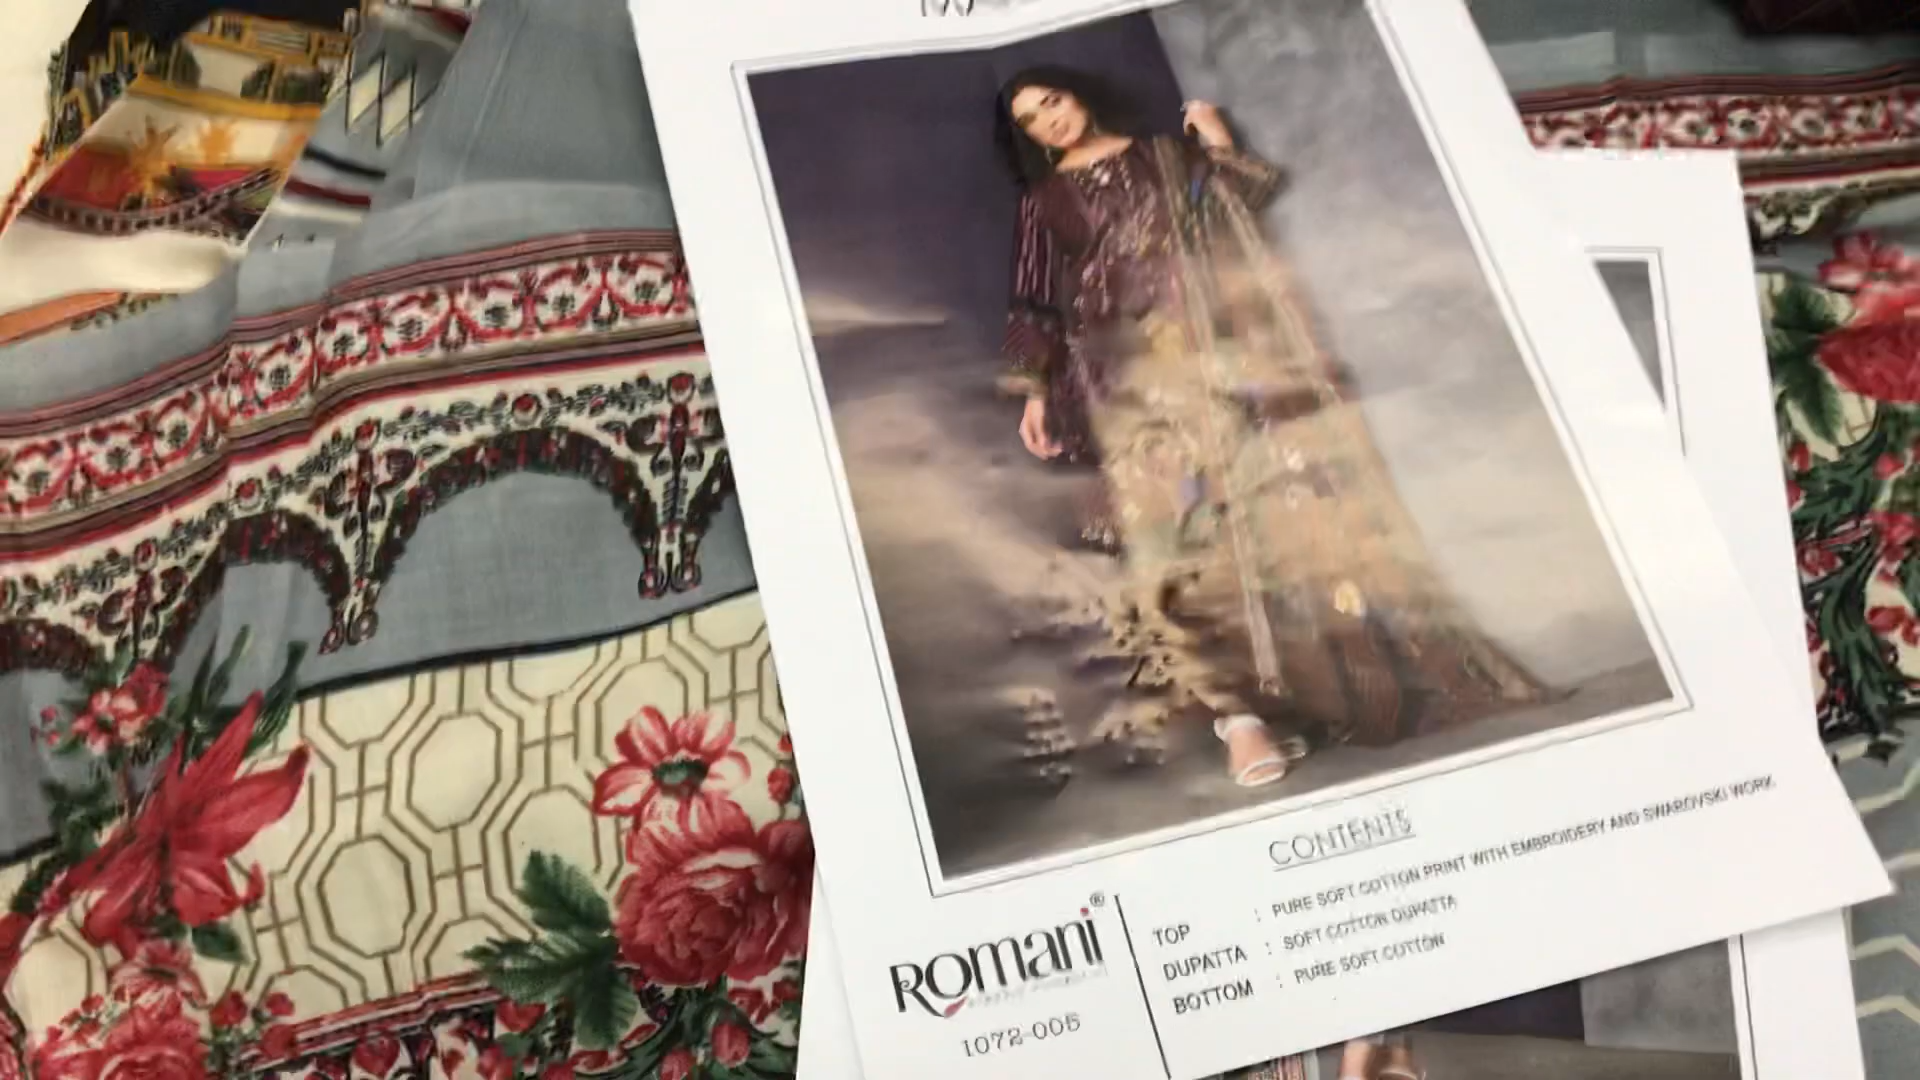 CONTENTS
TOP : PURE SOFT COTTON PRINT WITH EMBROIDERY AND SWAROVSKI WORK
DUPATTA : SOFT COTTON DUPATTA
BOTTOM : PURE SOFT COTTON
Romani®
1072-005